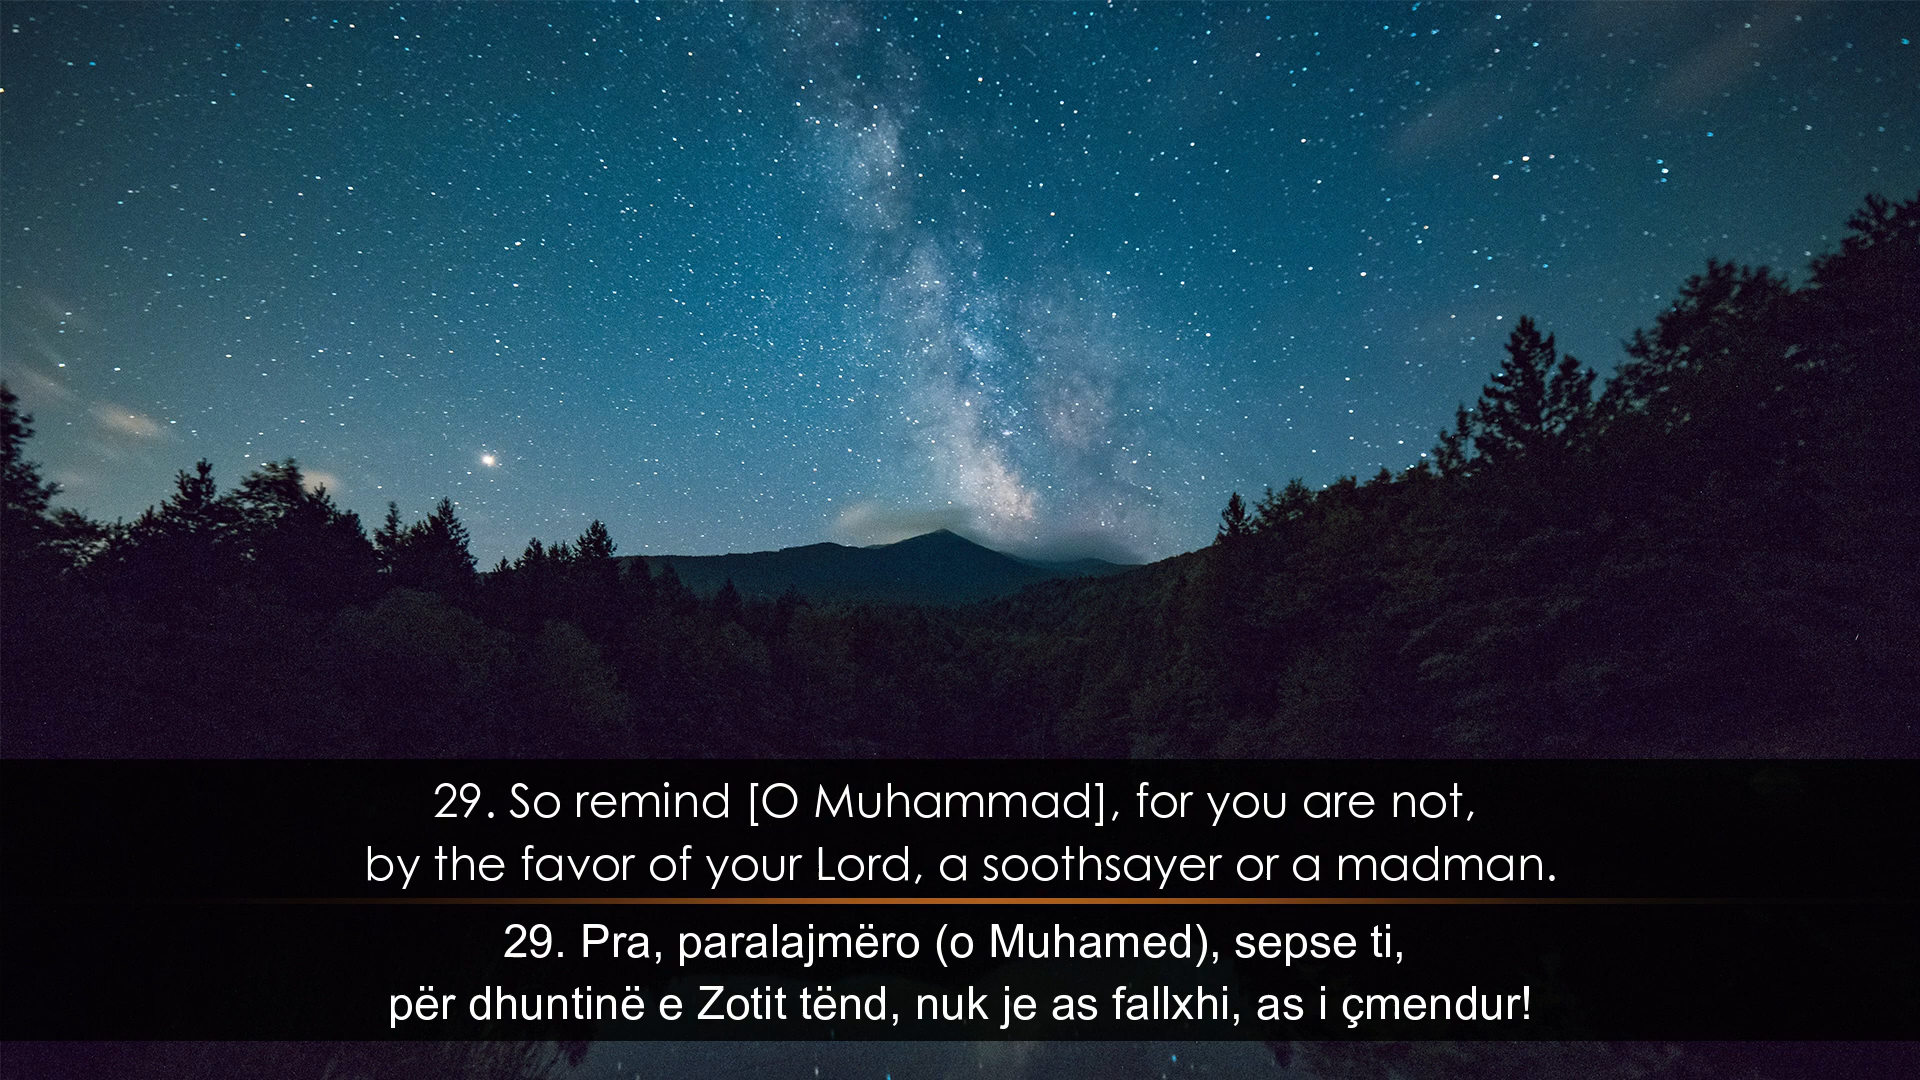 29. So remind [O Muhammad], for you are not,
by the favor of your Lord, a soothsayer or a madman.
29. Pra, paralajmëro (o Muhamed), sepse ti,
për dhuntinë e Zotit tënd, nuk je as fallxhi, as i çmendur!